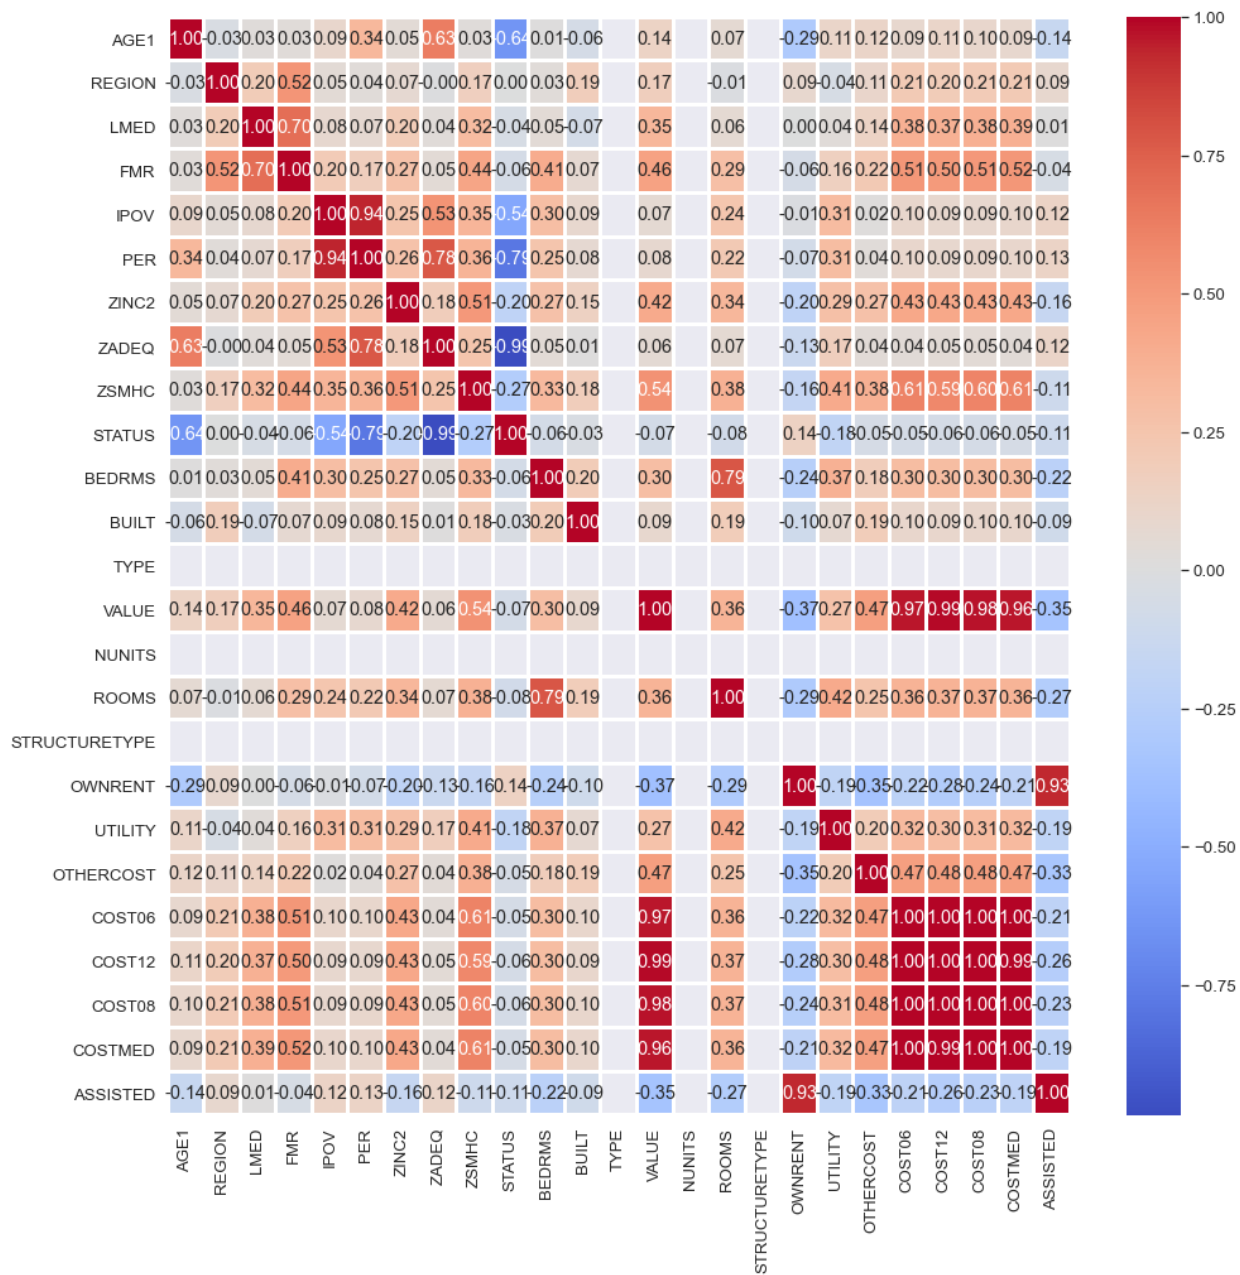 AGE1 1.00 -0.03 0.03 0.03 0.09 0.34 0.05 0.63 0.03 -0.64 0.01 -0.06 0.14 0.07 -0.29 0.11 0.12 0.09 0.11 0.10 0.09 -0.14
REGION -0.03 1.00 0.20 0.52 0.05 0.04 0.07 -0.00 0.17 0.00 0.03 0.19 0.17 -0.01 0.09 -0.04 0.11 0.21 0.20 0.21 0.21 0.09
LMED 0.03 0.20 1.00 0.70 0.08 0.07 0.20 0.04 0.32 -0.04 0.05 -0.07 0.35 0.06 0.00 0.04 0.14 0.38 0.37 0.38 0.39 0.01
FMR 0.03 0.52 0.70 1.00 0.20 0.17 0.27 0.05 0.44 -0.06 0.41 0.07 0.46 0.29 -0.06 0.16 0.22 0.51 0.50 0.51 0.52 -0.04
IPOV 0.09 0.05 0.08 0.20 1.00 0.94 0.25 0.53 0.35 -0.54 0.30 0.09 0.07 0.24 -0.01 0.31 0.02 0.10 0.09 0.09 0.10 0.12
PER 0.34 0.04 0.07 0.17 0.94 1.00 0.26 0.78 0.36 -0.79 0.25 0.08 0.08 0.22 -0.07 0.31 0.04 0.10 0.09 0.09 0.10 0.13
ZINC2 0.05 0.07 0.20 0.27 0.25 0.26 1.00 0.18 0.51 -0.20 0.27 0.15 0.42 0.34 -0.20 0.29 0.27 0.43 0.43 0.43 0.43 -0.16
ZADEQ 0.63 -0.00 0.04 0.05 0.53 0.78 0.18 1.00 0.25 -0.99 0.05 0.01 0.06 0.07 -0.13 0.17 0.04 0.04 0.05 0.05 0.04 0.12
ZSMHC 0.03 0.17 0.32 0.44 0.35 0.36 0.51 0.25 1.00 -0.27 0.33 0.18 0.54 0.38 -0.16 0.41 0.38 0.61 0.59 0.60 0.61 -0.11
STATUS -0.64 0.00 -0.04 -0.06 -0.54 -0.79 -0.20 -0.99 -0.27 1.00 -0.06 -0.03 -0.07 -0.08 0.14 -0.18 -0.05 -0.05 -0.06 -0.06 -0.05 -0.11
BEDRMS 0.01 0.03 0.05 0.41 0.30 0.25 0.27 0.05 0.33 -0.06 1.00 0.20 0.30 0.79 -0.24 0.37 0.18 0.30 0.30 0.30 0.30 -0.22
BUILT -0.06 0.19 -0.07 0.07 0.09 0.08 0.15 0.01 0.18 -0.03 0.20 1.00 0.09 0.19 -0.10 0.07 0.19 0.10 0.09 0.10 0.10 -0.09
TYPE
VALUE 0.14 0.17 0.35 0.46 0.07 0.08 0.42 0.06 0.54 -0.07 0.30 0.09 1.00 0.36 -0.37 0.27 0.47 0.97 0.99 0.98 0.96 -0.35
NUNITS
ROOMS 0.07 -0.01 0.06 0.29 0.24 0.22 0.34 0.07 0.38 -0.08 0.79 0.19 0.36 1.00 -0.29 0.42 0.25 0.36 0.37 0.37 0.36 -0.27
STRUCTURETYPE
OWNRENT -0.29 0.09 0.00 -0.06 -0.01 -0.07 -0.20 -0.13 -0.16 0.14 -0.24 -0.10 -0.37 -0.29 1.00 -0.19 -0.35 -0.22 -0.28 -0.24 -0.21 0.93
UTILITY 0.11 -0.04 0.04 0.16 0.31 0.31 0.29 0.17 0.41 -0.18 0.37 0.07 0.27 0.42 -0.19 1.00 0.20 0.32 0.30 0.31 0.32 -0.19
OTHERCOST 0.12 0.11 0.14 0.22 0.02 0.04 0.27 0.04 0.38 -0.05 0.18 0.19 0.47 0.25 -0.35 0.20 1.00 0.47 0.48 0.48 0.47 -0.33
COST06 0.09 0.21 0.38 0.51 0.10 0.10 0.43 0.04 0.61 -0.05 0.30 0.10 0.97 0.36 -0.22 0.32 0.47 1.00 1.00 1.00 1.00 -0.21
COST12 0.11 0.20 0.37 0.50 0.09 0.09 0.43 0.05 0.59 -0.06 0.30 0.09 0.99 0.37 -0.28 0.30 0.48 1.00 1.00 1.00 0.99 -0.26
COST08 0.10 0.21 0.38 0.51 0.09 0.09 0.43 0.05 0.60 -0.06 0.30 0.10 0.98 0.37 -0.24 0.31 0.48 1.00 1.00 1.00 1.00 -0.23
COSTMED 0.09 0.21 0.39 0.52 0.10 0.10 0.43 0.04 0.61 -0.05 0.30 0.10 0.96 0.36 -0.21 0.32 0.47 1.00 0.99 1.00 1.00 -0.19
ASSISTED -0.14 0.09 0.01 -0.04 0.12 0.13 -0.16 0.12 -0.11 -0.11 -0.22 -0.09 -0.35 -0.27 0.93 -0.19 -0.33 -0.21 -0.26 -0.23 -0.19 1.00
AGE1
REGION
LMED
FMR
IPOV
PER
ZINC2
ZADEQ
ZSMHC
STATUS
BEDRMS
BUILT
TYPE
VALUE
NUNITS
ROOMS
STRUCTURETYPE
OWNRENT
UTILITY
OTHERCOST
COST06
COST12
COST08
COSTMED
ASSISTED
1.00
0.75
0.50
0.25
0.00
−0.25
−0.50
−0.75